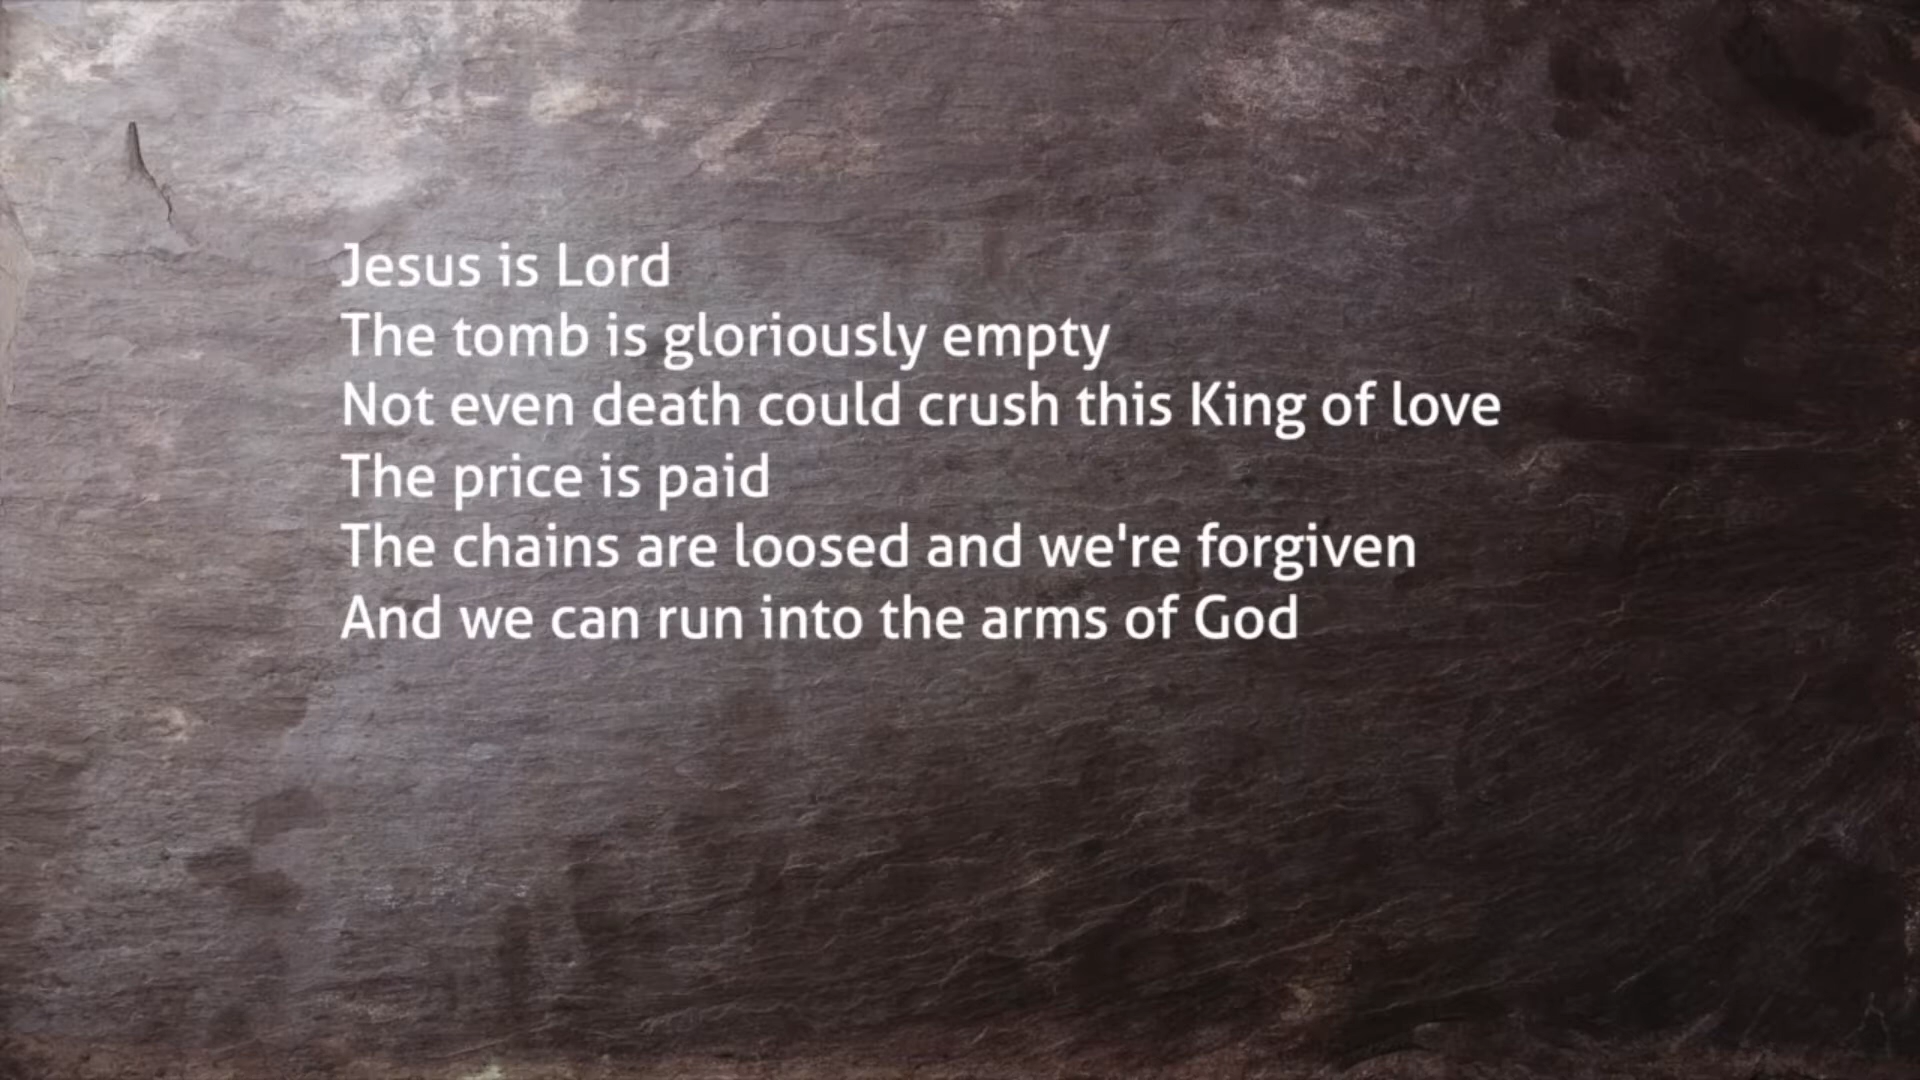 Jesus is Lord
The tomb is gloriously empty
Not even death could crush this King of love
The price is paid
The chains are loosed and we're forgiven
And we can run into the arms of God